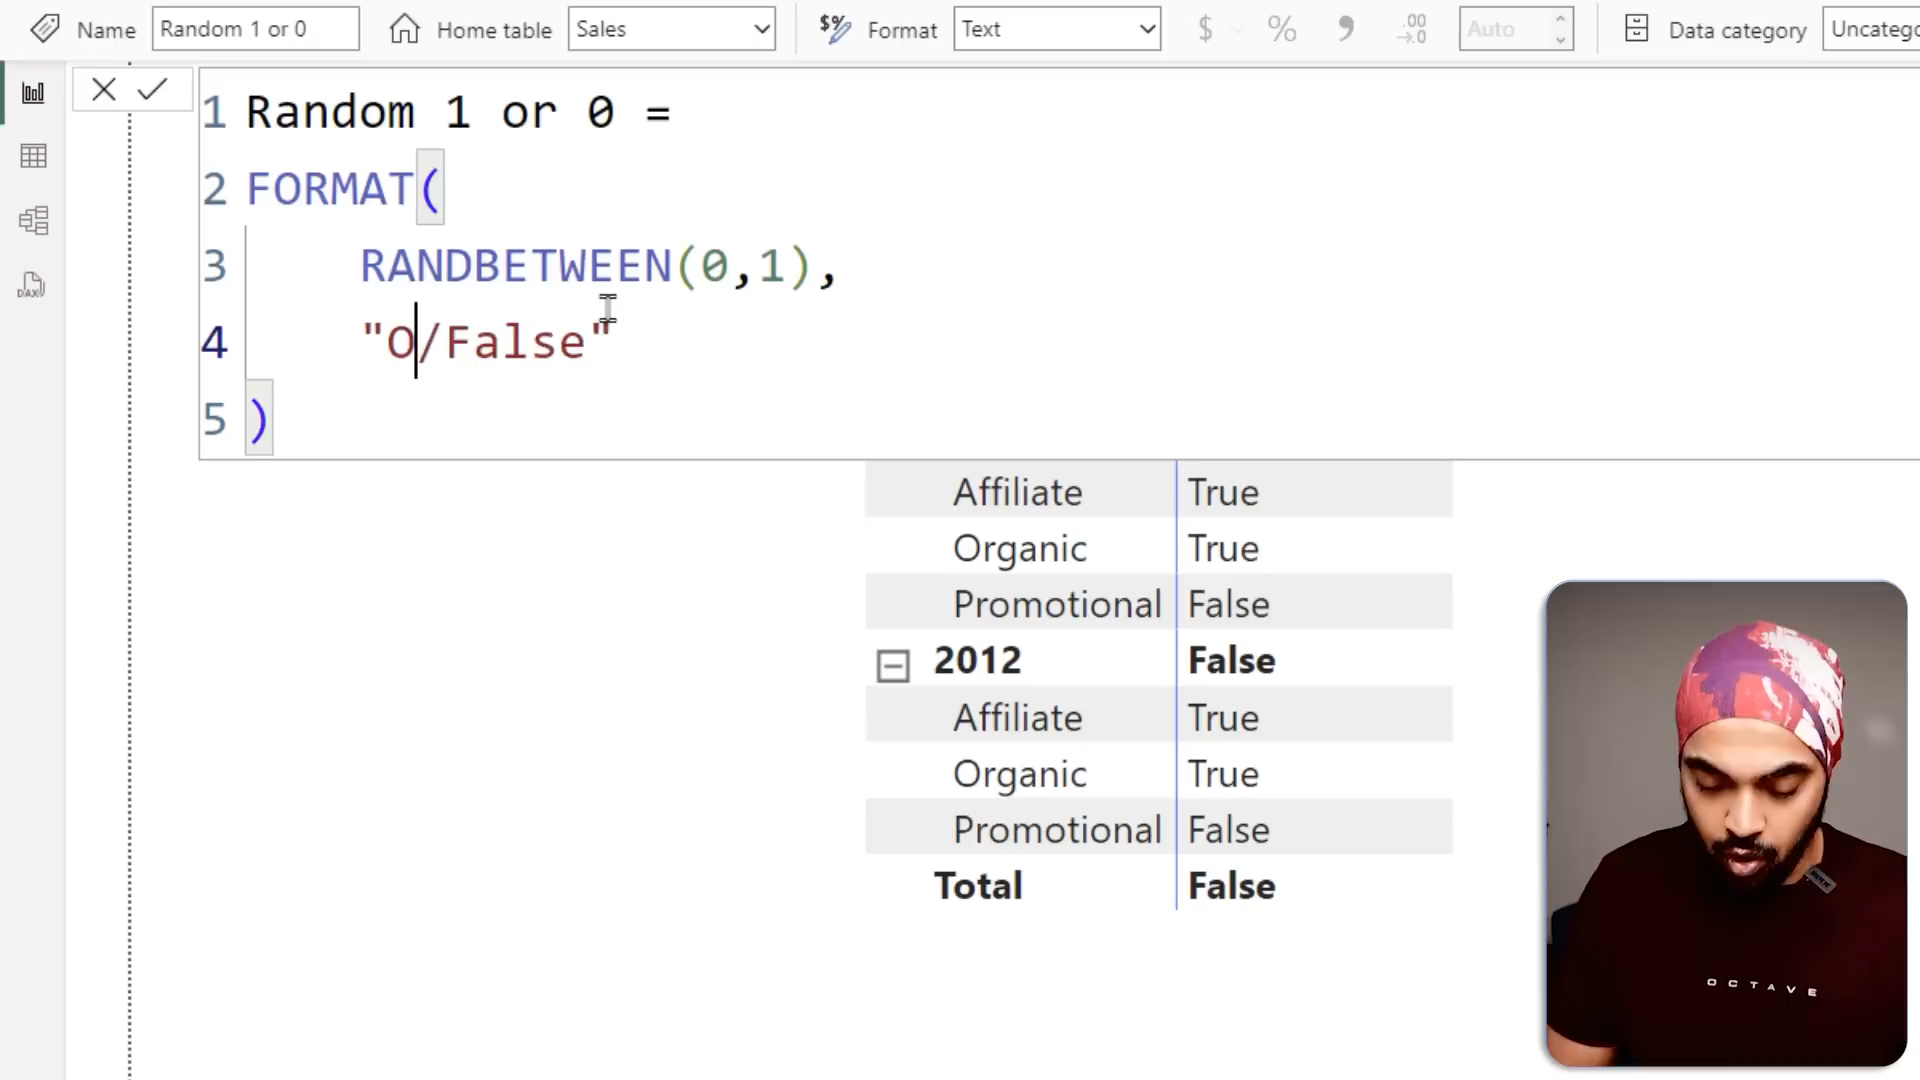 Name Random 1 or 0 Home table Sales Format Text $ % , .00 →.0 Auto Data category Uncatego
1 Random 1 or 0 =
2 FORMAT(
3 RANDBETWEEN(0,1),
4 "O/False"
5 )
DAX
Affiliate True
Organic True
Promotional False
2012 False
Affiliate True
Organic True
Promotional False
Total False
OCTAVE